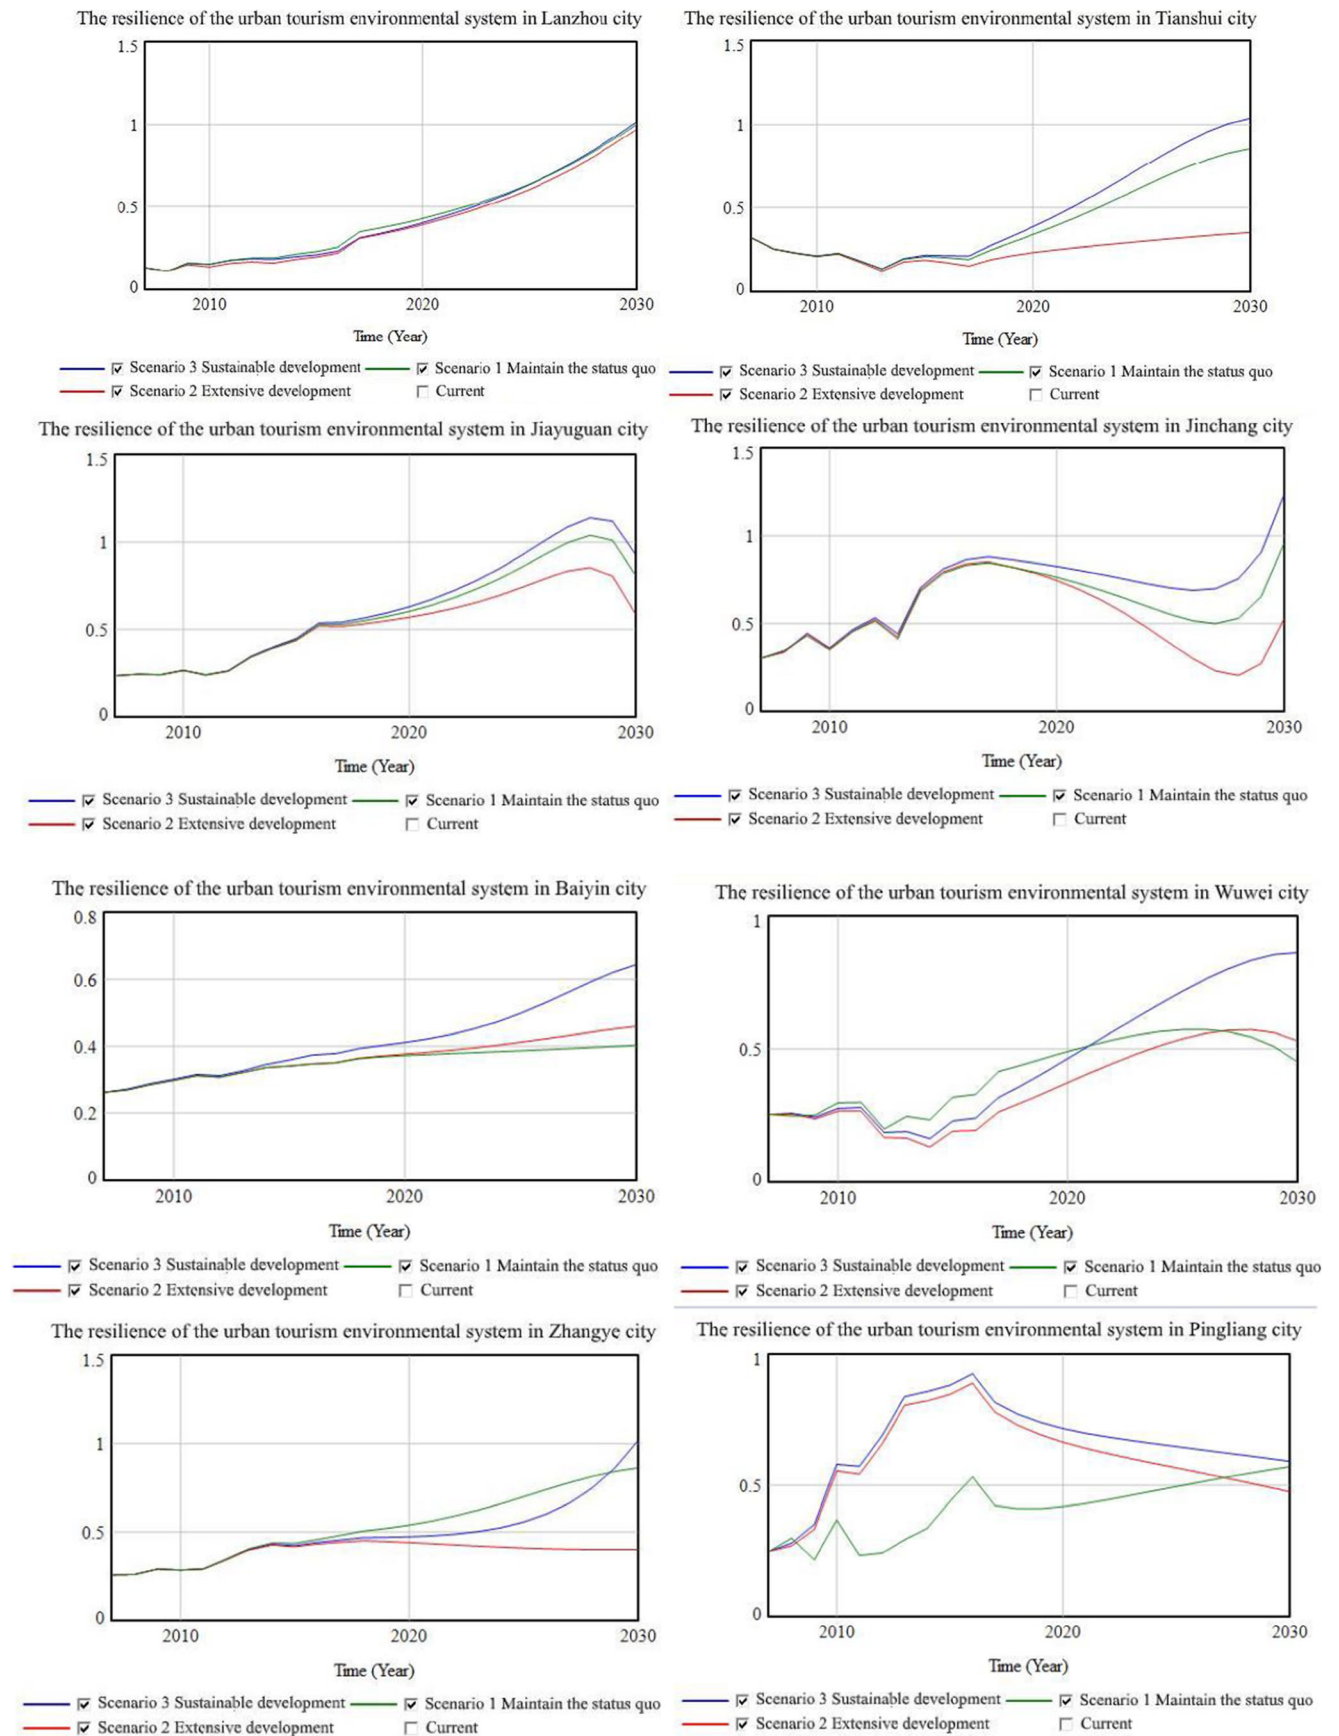 The resilience of the urban tourism environmental system in Lanzhou city
1.5
1
0.5
0
2010
2020
2030
Time (Year)
Scenario 3 Sustainable development
Scenario 1 Maintain the status quo
Scenario 2 Extensive development
Current
The resilience of the urban tourism environmental system in Tianshui city
1.5
1
0.5
0
2010
2020
2030
Time (Year)
Scenario 3 Sustainable development
Scenario 1 Maintain the status quo
Scenario 2 Extensive development
Current
The resilience of the urban tourism environmental system in Jiayuguan city
1.5
1
0.5
0
2010
2020
2030
Time (Year)
Scenario 3 Sustainable development
Scenario 1 Maintain the status quo
Scenario 2 Extensive development
Current
The resilience of the urban tourism environmental system in Jinchang city
1.5
1
0.5
0
2010
2020
2030
Time (Year)
Scenario 3 Sustainable development
Scenario 1 Maintain the status quo
Scenario 2 Extensive development
Current
The resilience of the urban tourism environmental system in Baiyin city
0.8
0.6
0.4
0.2
0
2010
2020
2030
Time (Year)
Scenario 3 Sustainable development
Scenario 1 Maintain the status quo
Scenario 2 Extensive development
Current
The resilience of the urban tourism environmental system in Wuwei city
1
0.5
0
2010
2020
2030
Time (Year)
Scenario 3 Sustainable development
Scenario 1 Maintain the status quo
Scenario 2 Extensive development
Current
The resilience of the urban tourism environmental system in Zhangye city
1.5
1
0.5
0
2010
2020
2030
Time (Year)
Scenario 3 Sustainable development
Scenario 1 Maintain the status quo
Scenario 2 Extensive development
Current
The resilience of the urban tourism environmental system in Pingliang city
1
0.5
0
2010
2020
2030
Time (Year)
Scenario 3 Sustainable development
Scenario 1 Maintain the status quo
Scenario 2 Extensive development
Current